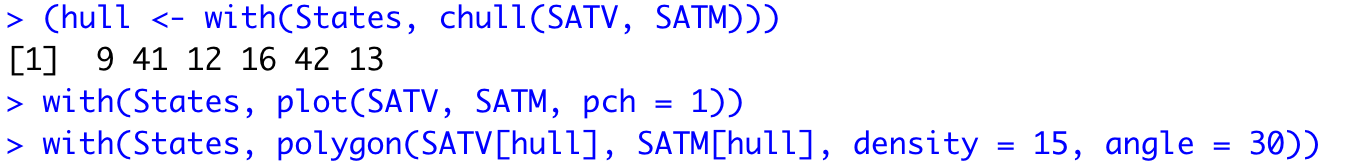 > (hull <- with(States, chull(SATV, SATM)))
[1]  9 41 12 16 42 13
> with(States, plot(SATV, SATM, pch = 1))
> with(States, polygon(SATV[hull], SATM[hull], density = 15, angle = 30))